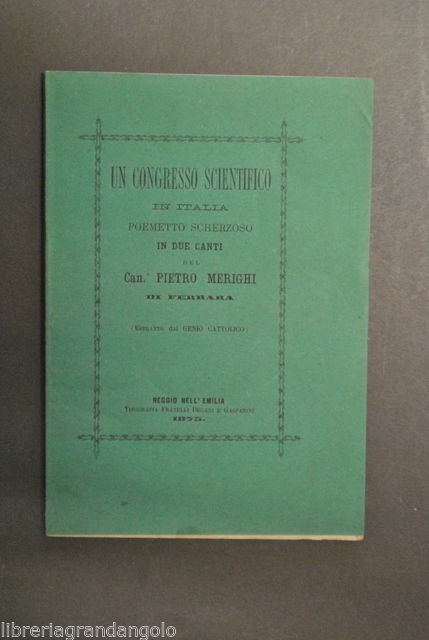 UN CONGRESSO SCIENTIFICO
IN ITALIA
POEMETTO SCHERZOSO
IN DUE CANTI
DEL
Can.º PIETRO MERIGHI
DI FERRARA
(Estratto dal GENIO CATTOLICO)
REGGIO NELL'EMILIA
Tipografia Fratelli Degani e Gasparini
1875.
libreriagrandangolo